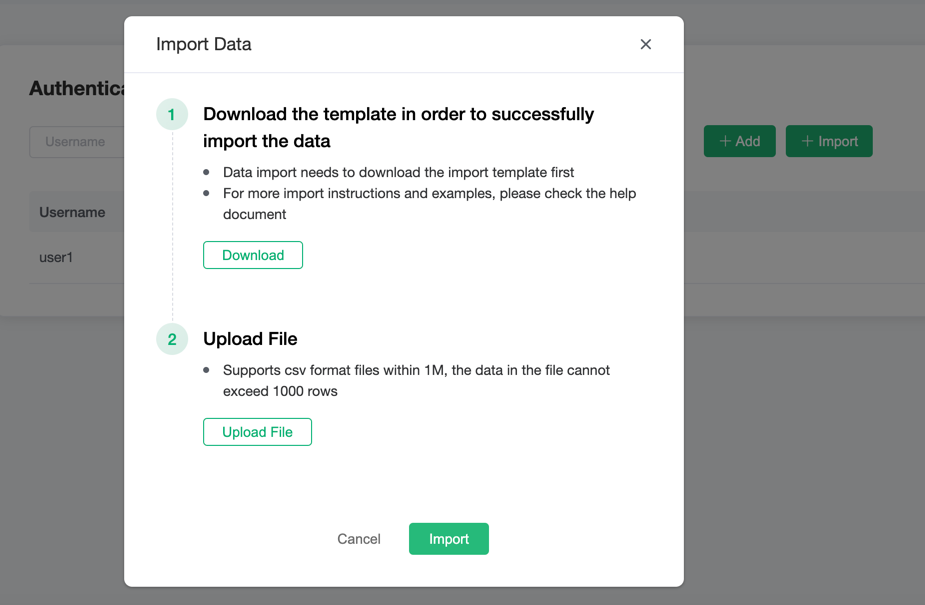 Import Data
Authentica
Username
+ Add
+ Import
Username
user1
1
Download the template in order to successfully
import the data
Data import needs to download the import template first
For more import instructions and examples, please check the help
document
Download
2
Upload File
Supports csv format files within 1M, the data in the file cannot
exceed 1000 rows
Upload File
Cancel
Import